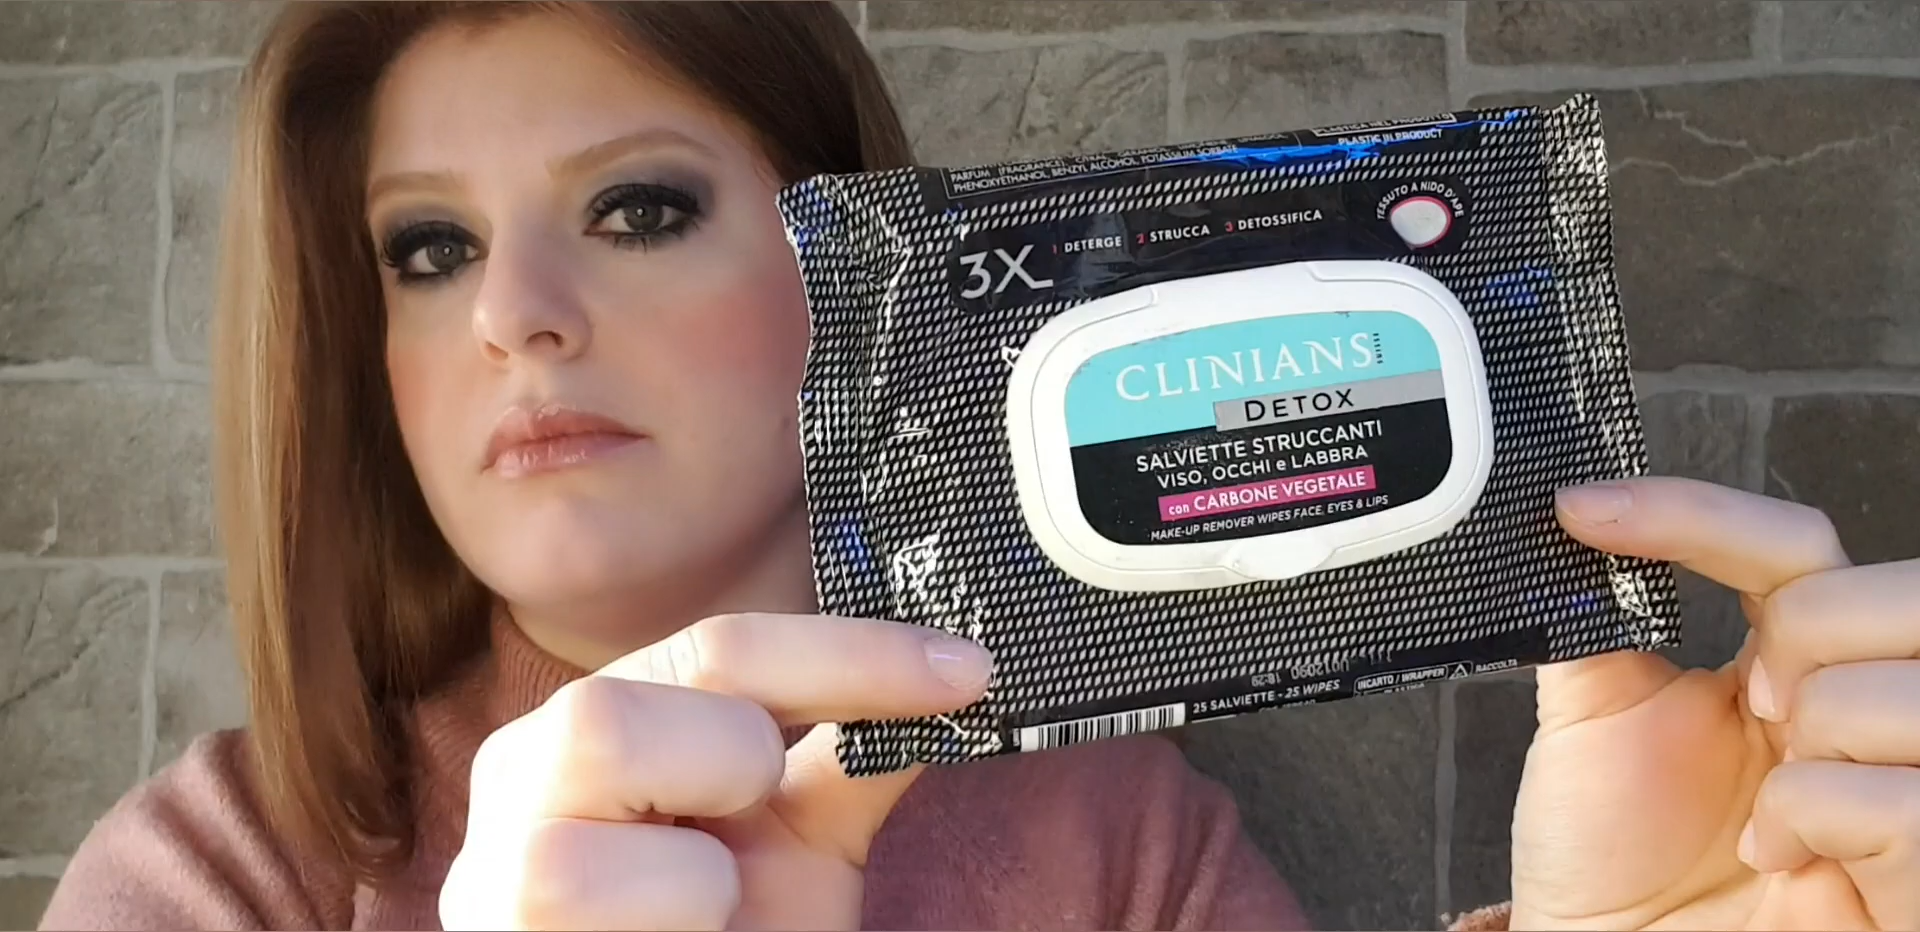 PARFUM (FRAGRANCE)
PHENOXYETHANOL, BENZYL ALCOHOL, POTASSIUM SORBATE
PLASTIC IN PRODUCT
3X 1 DETERGE 2 STRUCCA 3 DETOSSIFICA
TESSUTO A NIDO D'APE
CLINIANS
DETOX
SALVIETTE STRUCCANTI
VISO, OCCHI e LABBRA
con CARBONE VEGETALE
MAKE-UP REMOVER WIPES FACE, EYES & LIPS
25 SALVIETTE - 25 WIPES
INCARTO / WRAPPER
RACCOLTA